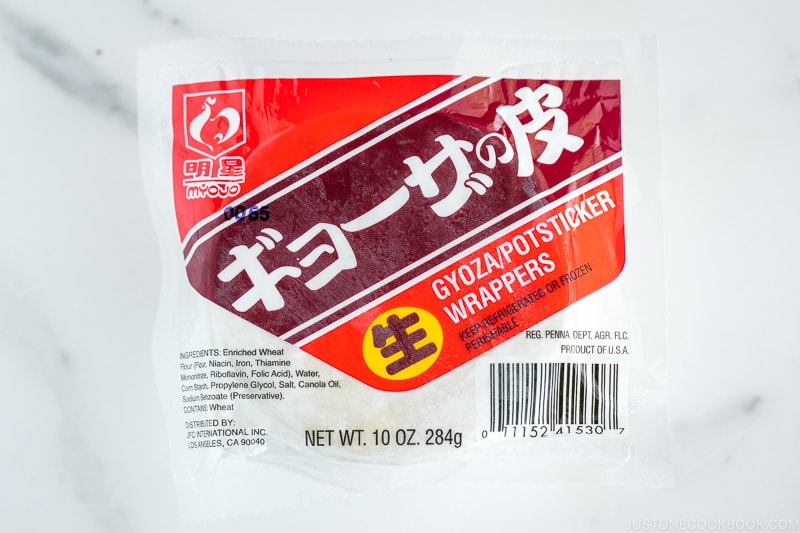 明星
MYOJO
0065
ギョーザの皮
GYOZA/POTSTICKER
WRAPPERS
KEEP REFRIGERATED OR FROZEN
PERISHABLE
生
REG. PENNA. DEPT. AGR. FLC.
PRODUCT OF U.S.A.
INGREDIENTS: Enriched Wheat
Flour (Flour, Niacin, Iron, Thiamine
Mononitrate, Riboflavin, Folic Acid), Water,
Corn Starch, Propylene Glycol, Salt, Canola Oil,
Sodium Benzoate (Preservative).
CONTAINS: Wheat
DISTRIBUTED BY:
JFC INTERNATIONAL INC.
LOS ANGELES, CA 90040
NET WT. 10 OZ. 284g
0 11152 41530 7
JUSTONECOOKBOOK.COM